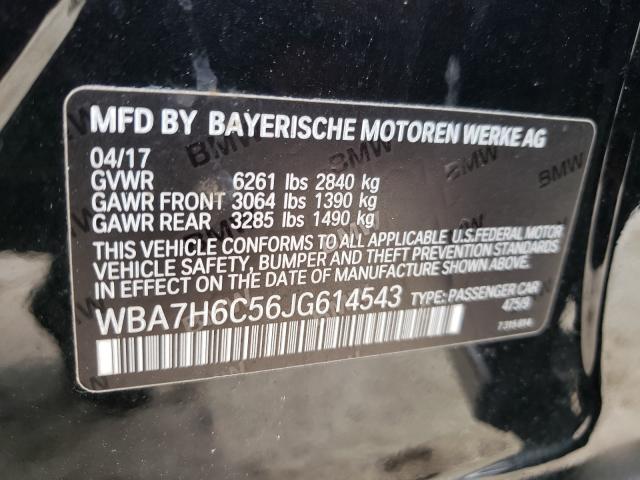 MFD BY BAYERISCHE MOTOREN WERKE AG
04/17
GVWR 6261 lbs 2840 kg
GAWR FRONT 3064 lbs 1390 kg
GAWR REAR 3285 lbs 1490 kg
THIS VEHICLE CONFORMS TO ALL APPLICABLE U.S.FEDERAL MOTOR
VEHICLE SAFETY, BUMPER AND THEFT PREVENTION STANDARDS
IN EFFECT ON THE DATE OF MANUFACTURE SHOWN ABOVE.
WBA7H6C56JG614543 TYPE: PASSENGER CAR
475/9